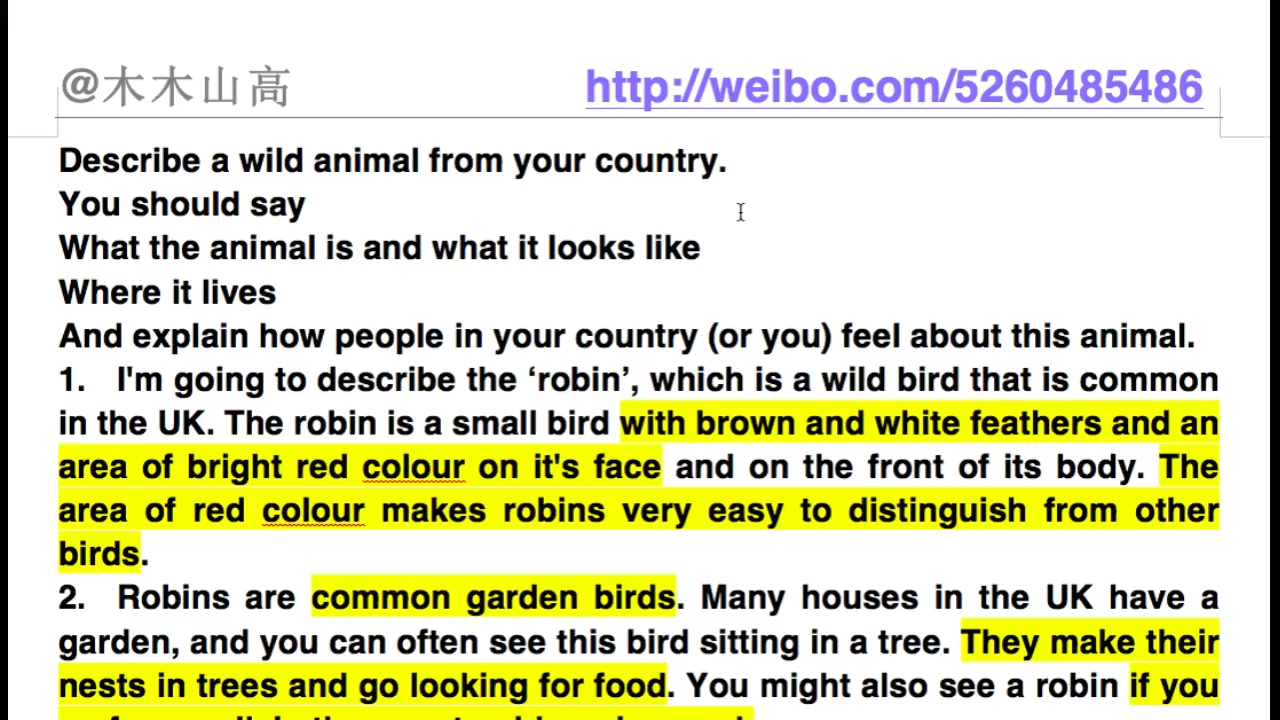 @木木山高 http://weibo.com/5260485486
Describe a wild animal from your country.
You should say
What the animal is and what it looks like
Where it lives
And explain how people in your country (or you) feel about this animal.
1. I'm going to describe the ‘robin’, which is a wild bird that is common
in the UK. The robin is a small bird with brown and white feathers and an
area of bright red colour on it's face and on the front of its body. The
area of red colour makes robins very easy to distinguish from other
birds.
2. Robins are common garden birds. Many houses in the UK have a
garden, and you can often see this bird sitting in a tree. They make their
nests in trees and go looking for food. You might also see a robin if you